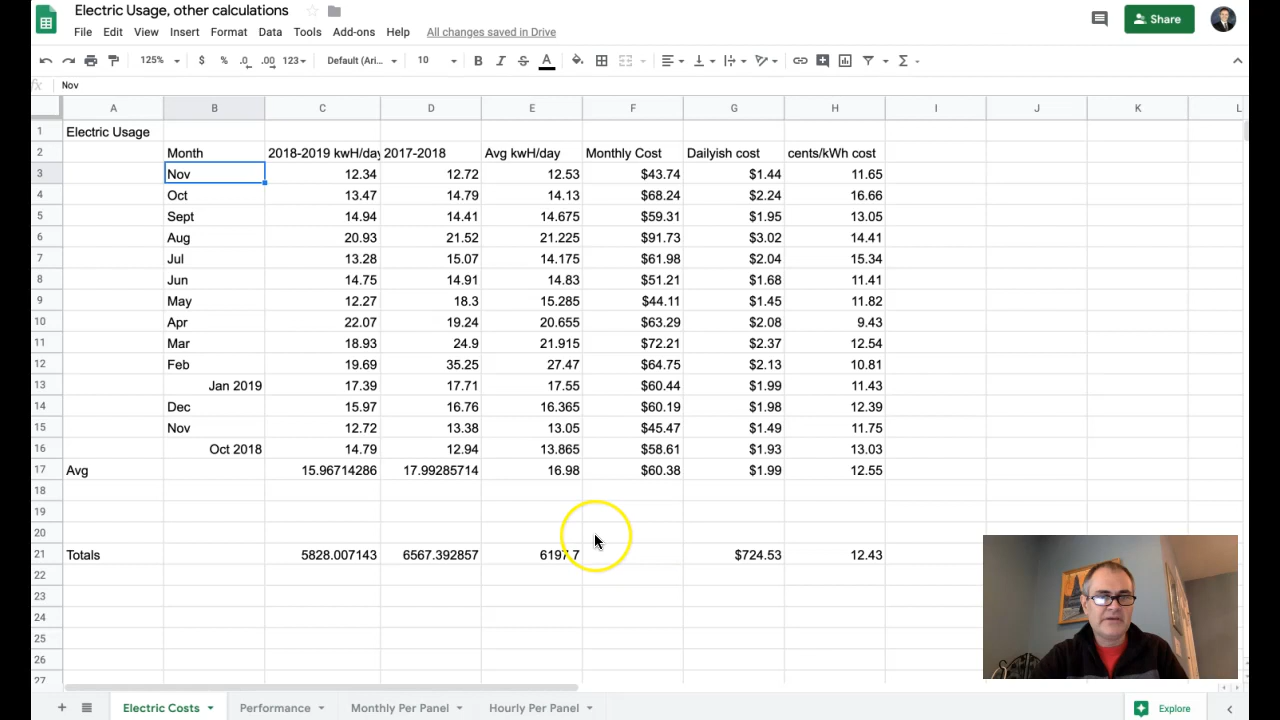 Electric Usage, other calculations
File Edit View Insert Format Data Tools Add-ons Help All changes saved in Drive
Share
125% $ % .0 .00 123 Default (Ari... 10 B I S A Σ
fx Nov
A B C D E F G H I J K L
1 Electric Usage
2 Month 2018-2019 kwH/day 2017-2018 Avg kwH/day Monthly Cost Dailyish cost cents/kWh cost
3 Nov 12.34 12.72 12.53 $43.74 $1.44 11.65
4 Oct 13.47 14.79 14.13 $68.24 $2.24 16.66
5 Sept 14.94 14.41 14.675 $59.31 $1.95 13.05
6 Aug 20.93 21.52 21.225 $91.73 $3.02 14.41
7 Jul 13.28 15.07 14.175 $61.98 $2.04 15.34
8 Jun 14.75 14.91 14.83 $51.21 $1.68 11.41
9 May 12.27 18.3 15.285 $44.11 $1.45 11.82
10 Apr 22.07 19.24 20.655 $63.29 $2.08 9.43
11 Mar 18.93 24.9 21.915 $72.21 $2.37 12.54
12 Feb 19.69 35.25 27.47 $64.75 $2.13 10.81
13 Jan 2019 17.39 17.71 17.55 $60.44 $1.99 11.43
14 Dec 15.97 16.76 16.365 $60.19 $1.98 12.39
15 Nov 12.72 13.38 13.05 $45.47 $1.49 11.75
16 Oct 2018 14.79 12.94 13.865 $58.61 $1.93 13.03
17 Avg 15.96714286 17.99285714 16.98 $60.38 $1.99 12.55
18
19
20
21 Totals 5828.007143 6567.392857 6197.7 $724.53 12.43
22
23
24
25
26
27
Electric Costs Performance Monthly Per Panel Hourly Per Panel Explore